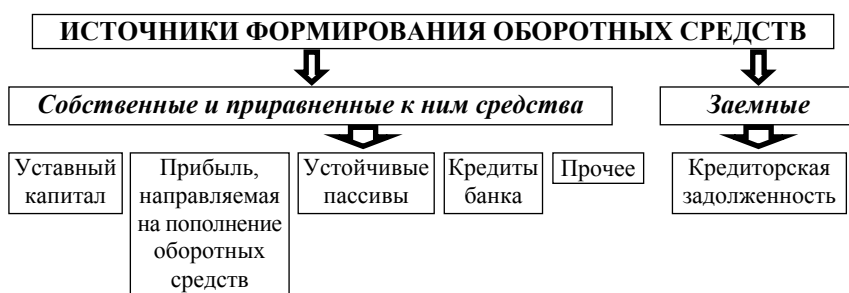 ИСТОЧНИКИ ФОРМИРОВАНИЯ ОБОРОТНЫХ СРЕДСТВ
Собственные и приравненные к ним средства
Заемные
Уставный
капитал
Прибыль,
направляемая
на пополнение
оборотных
средств
Устойчивые
пассивы
Кредиты
банка
Прочее
Кредиторская
задолженность